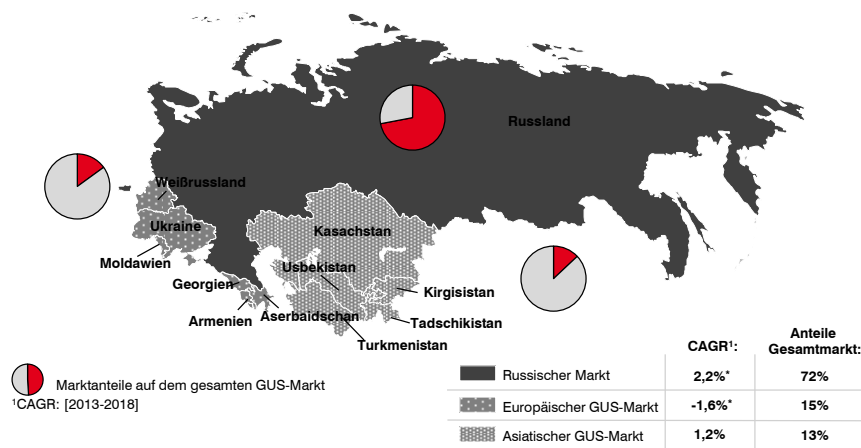 Russland
Weißrussland
Ukraine
Kasachstan
Moldawien
Usbekistan
Georgien
Kirgisistan
Armenien
Aserbaidschan
Tadschikistan
Turkmenistan
Marktanteile auf dem gesamten GUS-Markt
¹CAGR: [2013-2018]
CAGR¹: Anteile Gesamtmarkt:
Russischer Markt 2,2%* 72%
Europäischer GUS-Markt -1,6%* 15%
Asiatischer GUS-Markt 1,2% 13%